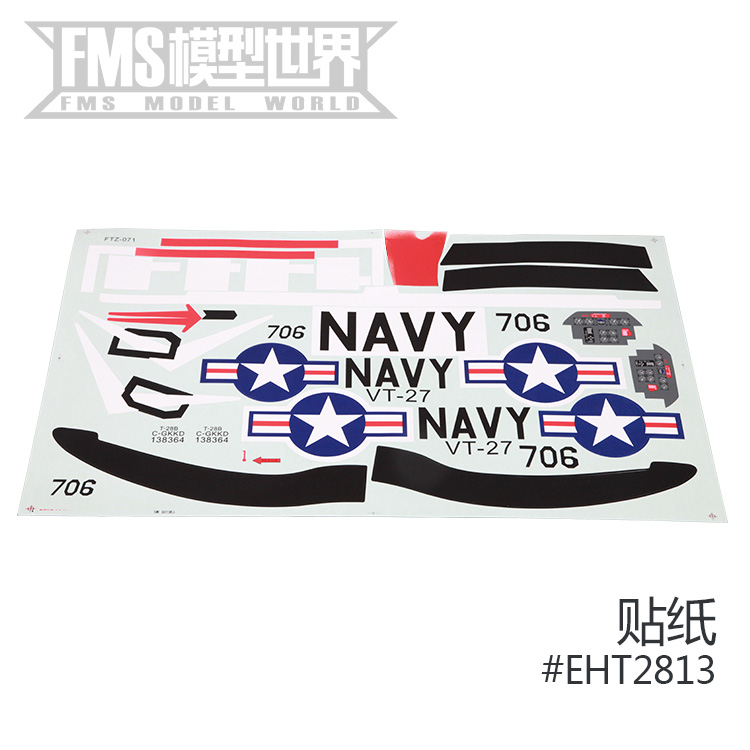 FMS模型世界
FMS MODEL WORLD
FTZ-071
706
NAVY
706
NAVY
VT-27
T-28B
C-GKKD
138364
T-28B
C-GKKD
138364
NAVY
VT-27
706
706
贴纸
#EHT2813